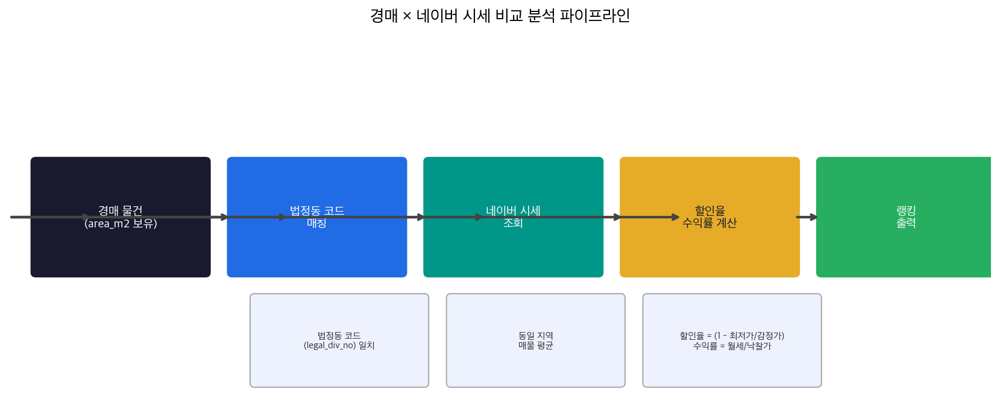 경매 × 네이버 시세 비교 분석 파이프라인
경매 물건
(area_m2 보유)
법정동 코드
매칭
네이버 시세
조회
할인율
수익률 계산
랭킹
출력
법정동 코드
(legal_div_no) 일치
동일 지역
매물 평균
할인율 = (1 − 최저가/감정가)
수익률 = 월세/낙찰가